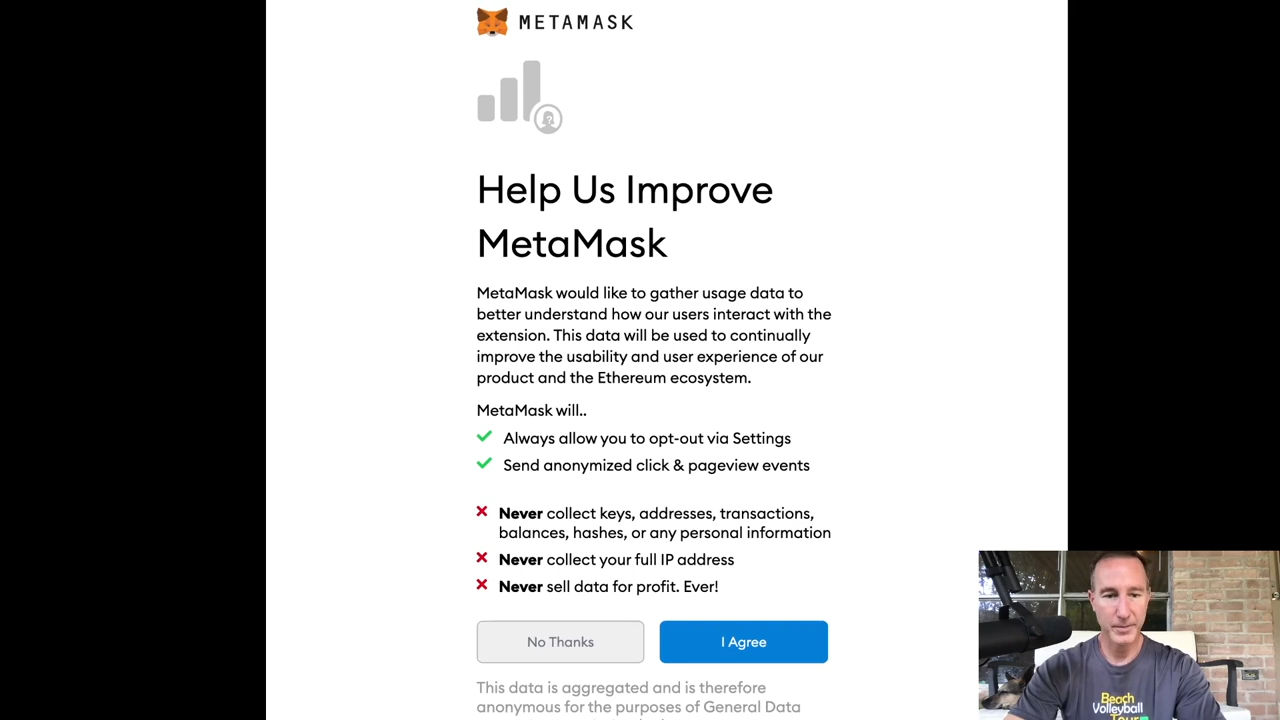 METAMASK
Help Us Improve
MetaMask
MetaMask would like to gather usage data to
better understand how our users interact with the
extension. This data will be used to continually
improve the usability and user experience of our
product and the Ethereum ecosystem.
MetaMask will..
Always allow you to opt-out via Settings
Send anonymized click & pageview events
Never collect keys, addresses, transactions,
balances, hashes, or any personal information
Never collect your full IP address
Never sell data for profit. Ever!
No Thanks
I Agree
This data is aggregated and is therefore
anonymous for the purposes of General Data
Beach
Volleyball
Tour